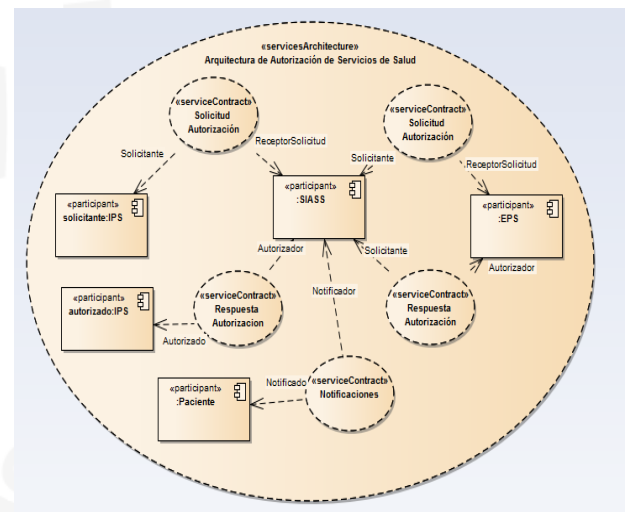 «servicesArchitecture»
Arquitectura de Autorización de Servicios de Salud
«serviceContract»
Solicitud
Autorización
«serviceContract»
Solicitud
Autorización
Solicitante
ReceptorSolicitud
Solicitante
ReceptorSolicitud
«participant»
solicitante:IPS
«participant»
:SIASS
«participant»
:EPS
Autorizador
Solicitante
Autorizador
«participant»
autorizado:IPS
«serviceContract»
Respuesta
Autorizacion
Notificador
«serviceContract»
Respuesta
Autorización
Autorizado
«participant»
:Paciente
Notificado
«serviceContract»
Notificaciones